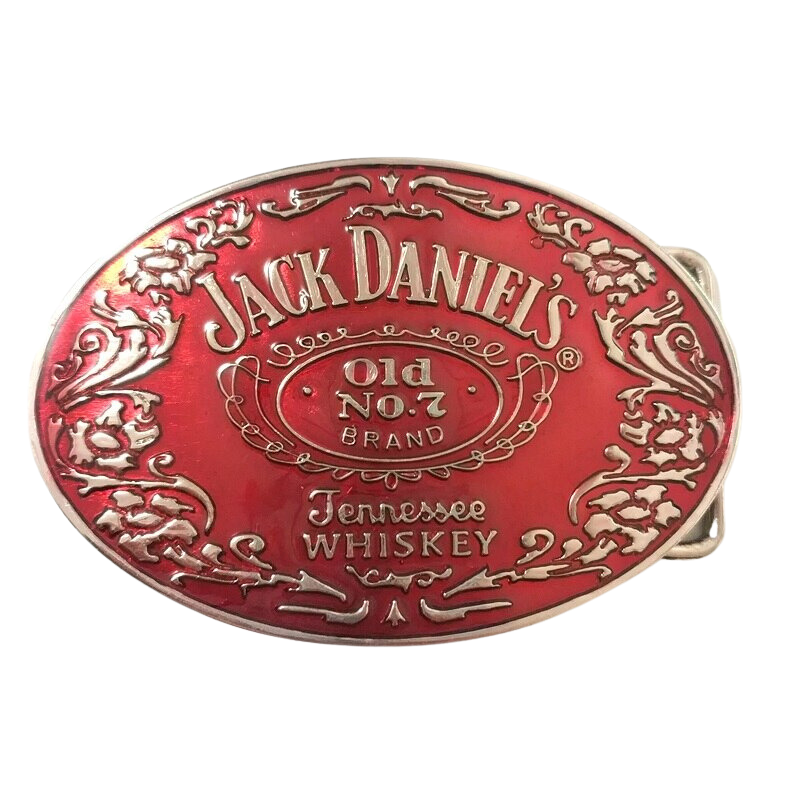 JACK DANIEL'S ®
Old
NO.7
BRAND
Tennessee
WHISKEY